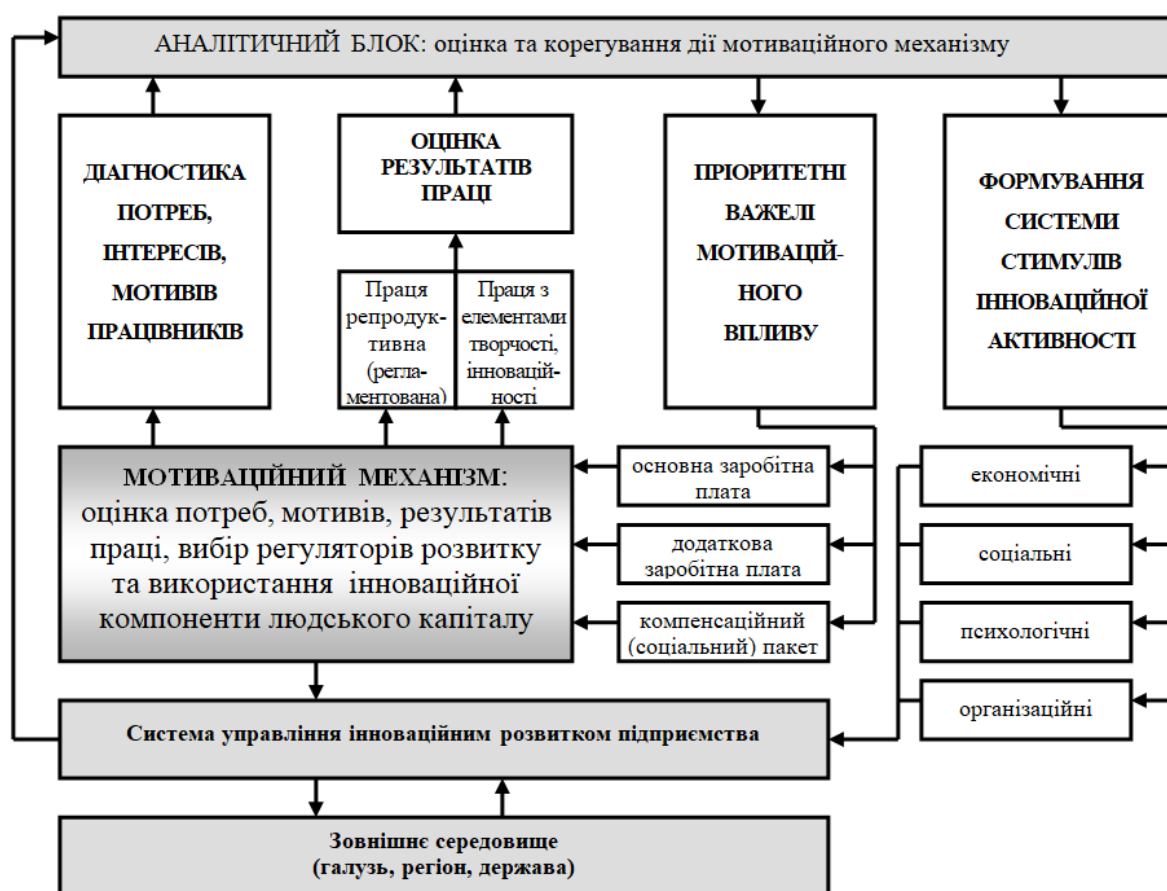 АНАЛІТИЧНИЙ БЛОК: оцінка та корегування дії мотиваційного механізму
ДІАГНОСТИКА
ПОТРЕБ,
ІНТЕРЕСІВ,
МОТИВІВ
ПРАЦІВНИКІВ
ОЦІНКА
РЕЗУЛЬТАТІВ
ПРАЦІ
Праця
репродук-
тивна
(регла-
ментована)
Праця з
елементами
творчості,
інновацій-
ності
ПРІОРИТЕТНІ
ВАЖЕЛІ
МОТИВАЦІЙ-
НОГО
ВПЛИВУ
ФОРМУВАННЯ
СИСТЕМИ
СТИМУЛІВ
ІННОВАЦІЙНОЇ
АКТИВНОСТІ
МОТИВАЦІЙНИЙ МЕХАНІЗМ:
оцінка потреб, мотивів, результатів
праці, вибір регуляторів розвитку
та використання інноваційної
компоненти людського капіталу
основна заробітна
плата
додаткова
заробітна плата
компенсаційний
(соціальний) пакет
економічні
соціальні
психологічні
організаційні
Система управління інноваційним розвитком підприємства
Зовнішнє середовище
(галузь, регіон, держава)